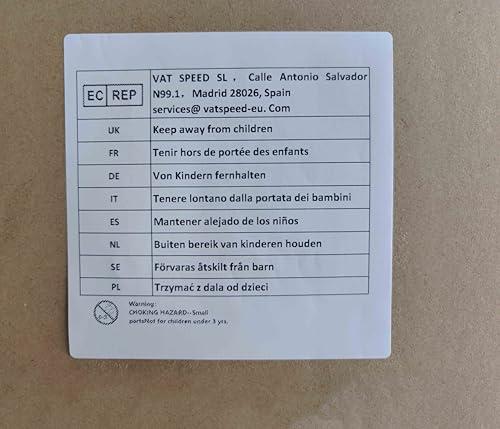 EC REP
VAT SPEED SL , Calle Antonio Salvador
N99.1, Madrid 28026, Spain
services@ vatspeed-eu. Com
UK Keep away from children
FR Tenir hors de portée des enfants
DE Von Kindern fernhalten
IT Tenere lontano dalla portata dei bambini
ES Mantener alejado de los niños
NL Buiten bereik van kinderen houden
SE Förvaras åtskilt från barn
PL Trzymać z dala od dzieci
0-3
Warning:
CHOKING HAZARD--Small
partsNot for children under 3 yrs.